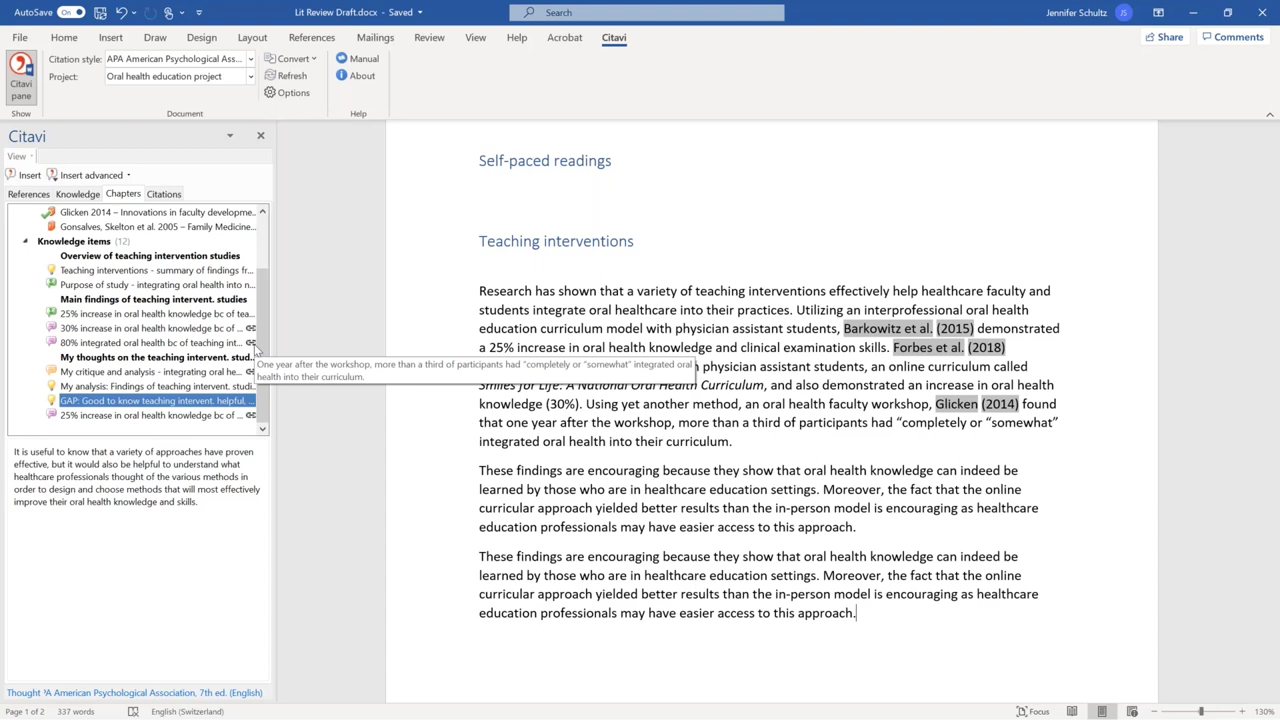 AutoSave On Lit Review Draft.docx - Saved Search Jennifer Schultz JS
File Home Insert Draw Design Layout References Mailings Review View Help Acrobat Citavi Share Comments
Citavi pane
Citation style: APA American Psychological Ass...
Project: Oral health education project
Convert
Refresh
Options
Manual
About
Show Document Help
Citavi
View
Insert Insert advanced
References Knowledge Chapters Citations
Glicken 2014 – Innovations in faculty developme...
Gonsalves, Skelton et al. 2005 – Family Medicine...
Knowledge items (12)
Overview of teaching intervention studies
Teaching interventions - summary of findings fr...
Purpose of study - integrating oral health into n...
Main findings of teaching intervent. studies
25% increase in oral health knowledge bc of tea...
30% increase in oral health knowledge bc of ...
80% integrated oral health bc of teaching int...
My thoughts on the teaching intervent. stud...
My critique and analysis - integrating oral he...
My analysis: Findings of teaching intervent. studi...
GAP: Good to know teaching intervent. helpful, ...
25% increase in oral health knowledge bc of ...
It is useful to know that a variety of approaches have proven
effective, but it would also be helpful to understand what
healthcare professionals thought of the various methods in
order to design and choose methods that will most effectively
improve their oral health knowledge and skills.
One year after the workshop, more than a third of participants had “completely or “somewhat” integrated oral
health into their curriculum.
Self-paced readings
Teaching interventions
Research has shown that a variety of teaching interventions effectively help healthcare faculty and
students integrate oral healthcare into their practices. Utilizing an interprofessional oral health
education curriculum model with physician assistant students, Barkowitz et al. (2015) demonstrated
a 25% increase in oral health knowledge and clinical examination skills. Forbes et al. (2018)
physician assistant students, an online curriculum called
Smiles for Life: A National Oral Health Curriculum, and also demonstrated an increase in oral health
knowledge (30%). Using yet another method, an oral health faculty workshop, Glicken (2014) found
that one year after the workshop, more than a third of participants had “completely or “somewhat”
integrated oral health into their curriculum.
These findings are encouraging because they show that oral health knowledge can indeed be
learned by those who are in healthcare education settings. Moreover, the fact that the online
curricular approach yielded better results than the in-person model is encouraging as healthcare
education professionals may have easier access to this approach.
These findings are encouraging because they show that oral health knowledge can indeed be
learned by those who are in healthcare education settings. Moreover, the fact that the online
curricular approach yielded better results than the in-person model is encouraging as healthcare
education professionals may have easier access to this approach.
Thought American Psychological Association, 7th ed. (English)
Page 1 of 2 337 words English (Switzerland) Focus 130%